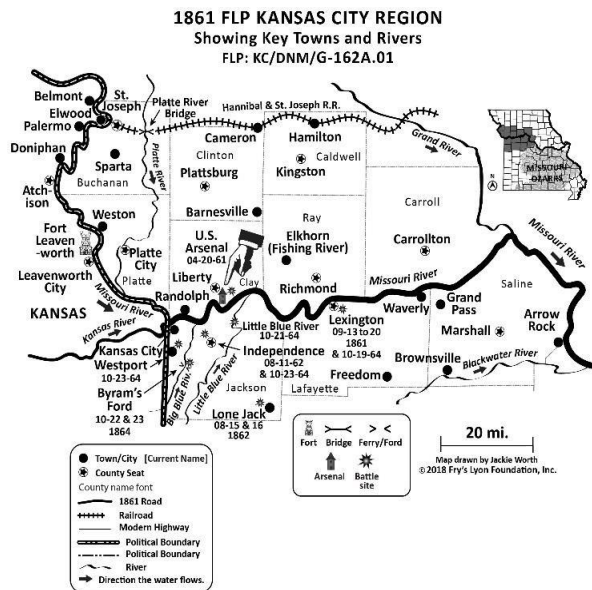 1861 FLP KANSAS CITY REGION
Showing Key Towns and Rivers
FLP: KC/DNM/G-162A.01
Belmont
St.
Joseph
Platte River
Bridge
Hannibal & St. Joseph R.R.
Elwood
Palermo
Cameron
Hamilton
Grand River
Doniphan
Sparta
Platte River
Clinton
Caldwell
Plattsburg
Kingston
Buchanan
MISSOURI
OZARKS
N
Atch-
ison
Weston
Barnesville
Ray
Carroll
Fort
Leaven
-worth
U.S.
Arsenal
04-20-61
Elkhorn
(Fishing River)
Carrollton
Platte
City
Missouri River
Leavenworth
City
Platte
Liberty
Clay
Richmond
Missouri River
Saline
Missouri River
Randolph
Waverly
Grand
Pass
KANSAS
Kansas River
Little Blue River
10-21-64
Lexington
09-13 to 20
1861
& 10-19-64
Marshall
Arrow
Rock
Kansas City
Westport
10-23-64
Independence
08-11-62
& 10-23-64
Brownsville
Blackwater River
Byram's
Ford
10-22 & 23
1864
Big Blue Riv.
Little Blue River
Jackson
Lafayette
Freedom
Lone Jack
08-15 & 16
1862
Fort Bridge Ferry/Ford
Arsenal Battle
site
20 mi.
Map drawn by Jackie Worth
© 2018 Fry's Lyon Foundation, Inc.
Town/City [Current Name]
County Seat
County name font
1861 Road
Railroad
Modern Highway
Political Boundary
Political Boundary
River
Direction the water flows.